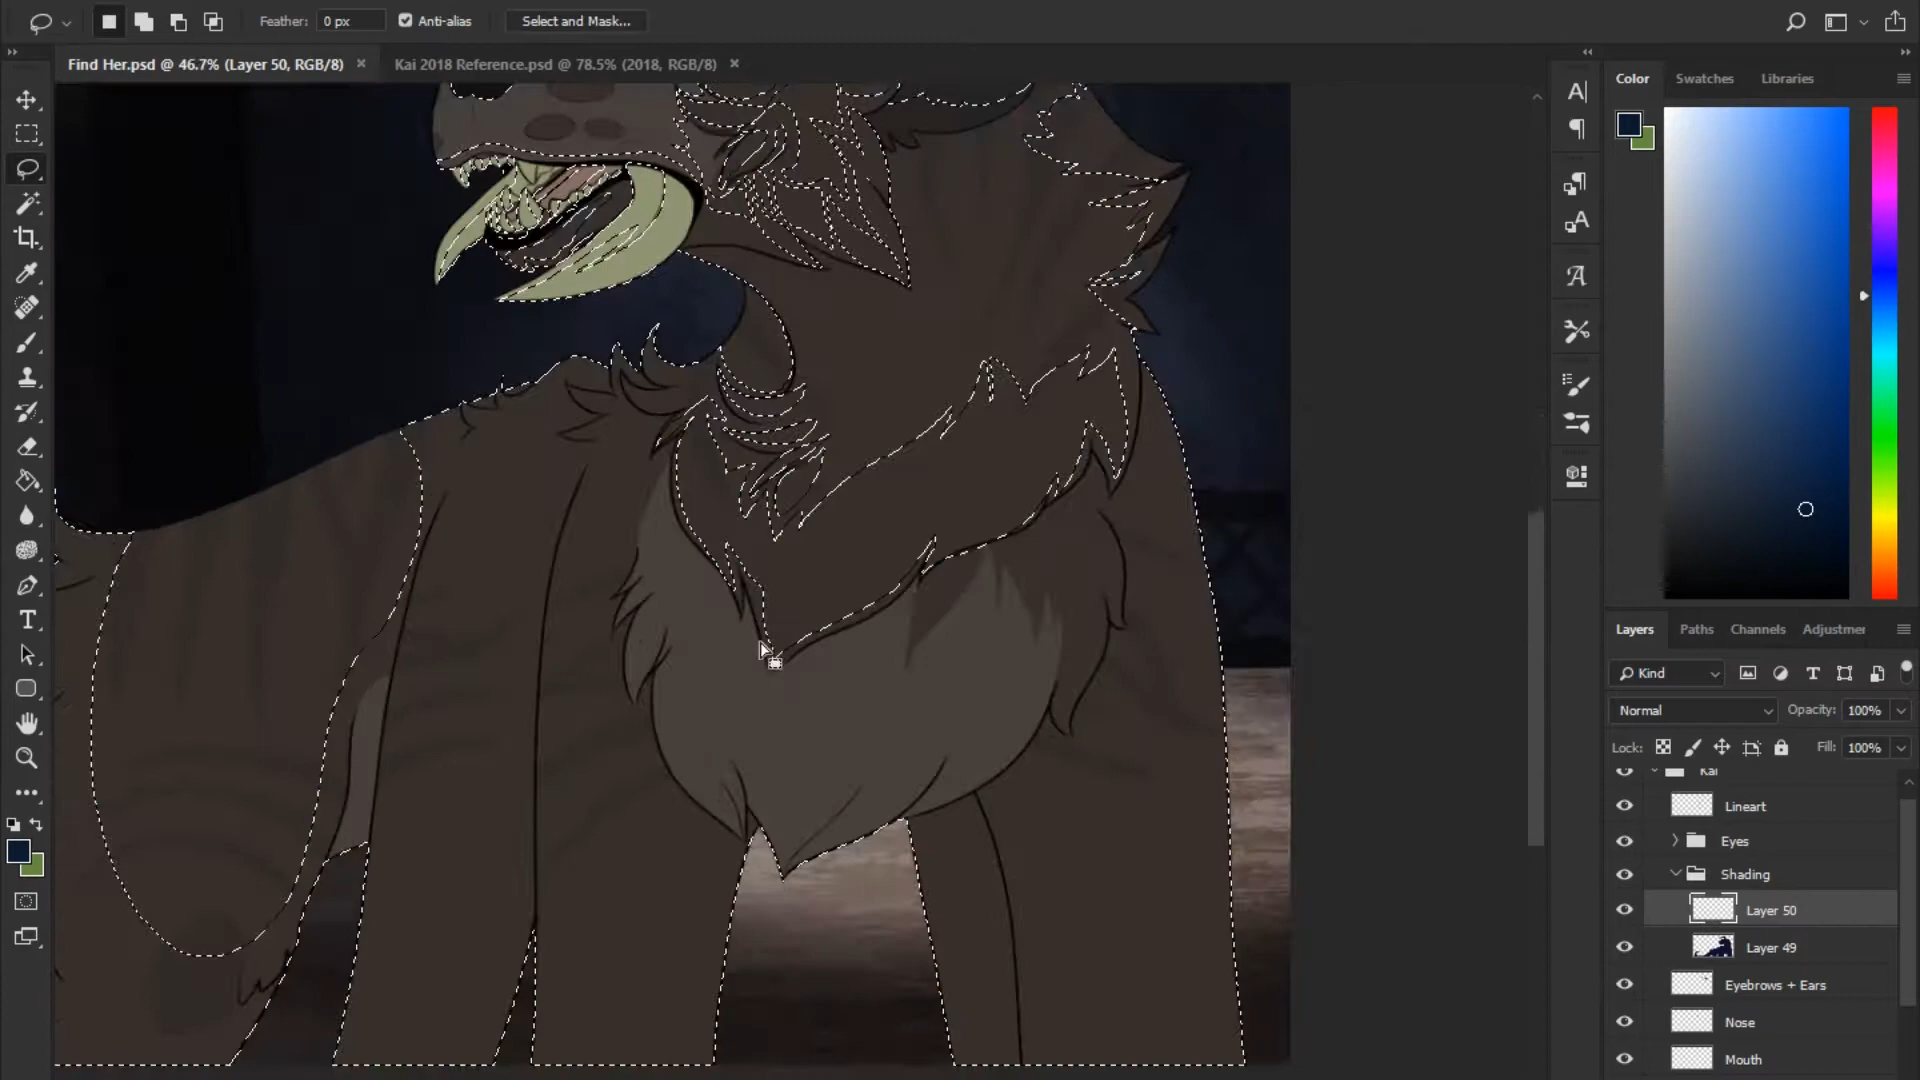 Feather: 0 px Anti-alias Select and Mask...
Find Her.psd @ 46.7% (Layer 50, RGB/8) × Kai 2018 Reference.psd @ 78.5% (2018, RGB/8) ×
Color Swatches Libraries
Layers Paths Channels Adjustmen
Kind
Normal Opacity: 100%
Lock: Fill: 100%
Kai
Lineart
Eyes
Shading
Layer 50
Layer 49
Eyebrows + Ears
Nose
Mouth